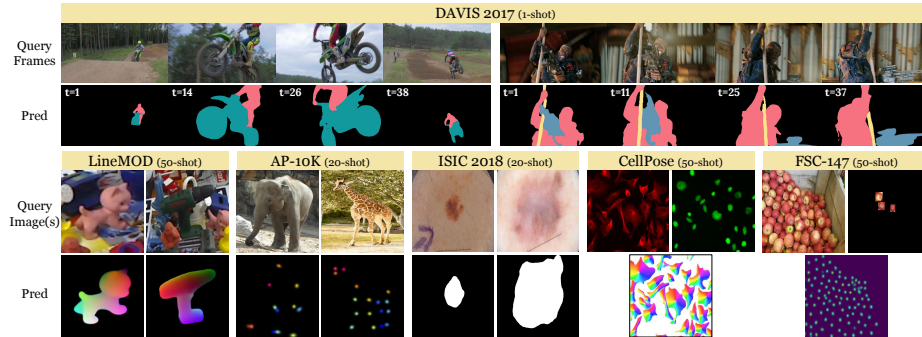 DAVIS 2017 (1-shot)
Query
Frames
Pred
t=1
t=14
t=26
t=38
t=1
t=11
t=25
t=37
LineMOD (50-shot)
AP-10K (20-shot)
ISIC 2018 (20-shot)
CellPose (50-shot)
FSC-147 (50-shot)
Query
Image(s)
Pred